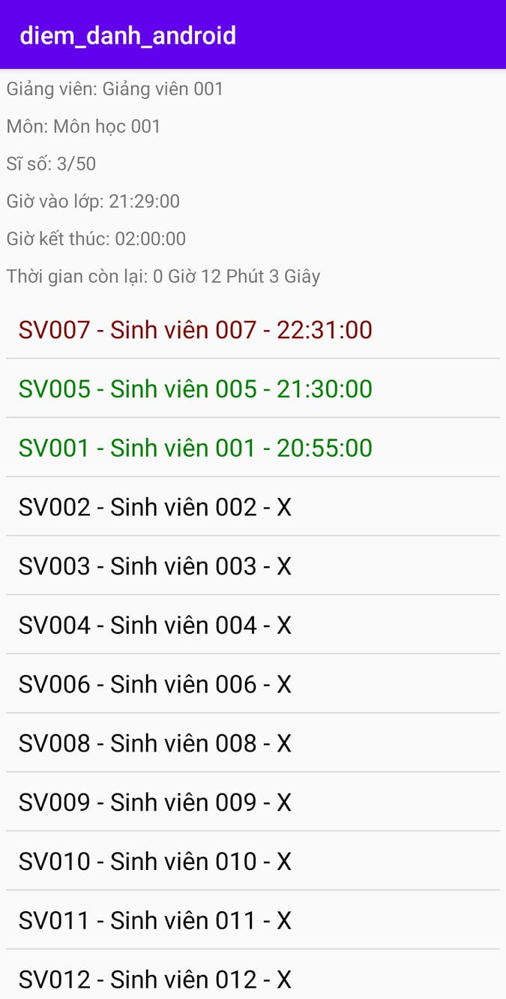 diem_danh_android
Giảng viên: Giảng viên 001
Môn: Môn học 001
Sĩ số: 3/50
Giờ vào lớp: 21:29:00
Giờ kết thúc: 02:00:00
Thời gian còn lại: 0 Giờ 12 Phút 3 Giây
SV007 - Sinh viên 007 - 22:31:00
SV005 - Sinh viên 005 - 21:30:00
SV001 - Sinh viên 001 - 20:55:00
SV002 - Sinh viên 002 - X
SV003 - Sinh viên 003 - X
SV004 - Sinh viên 004 - X
SV006 - Sinh viên 006 - X
SV008 - Sinh viên 008 - X
SV009 - Sinh viên 009 - X
SV010 - Sinh viên 010 - X
SV011 - Sinh viên 011 - X
SV012 - Sinh viên 012 - X